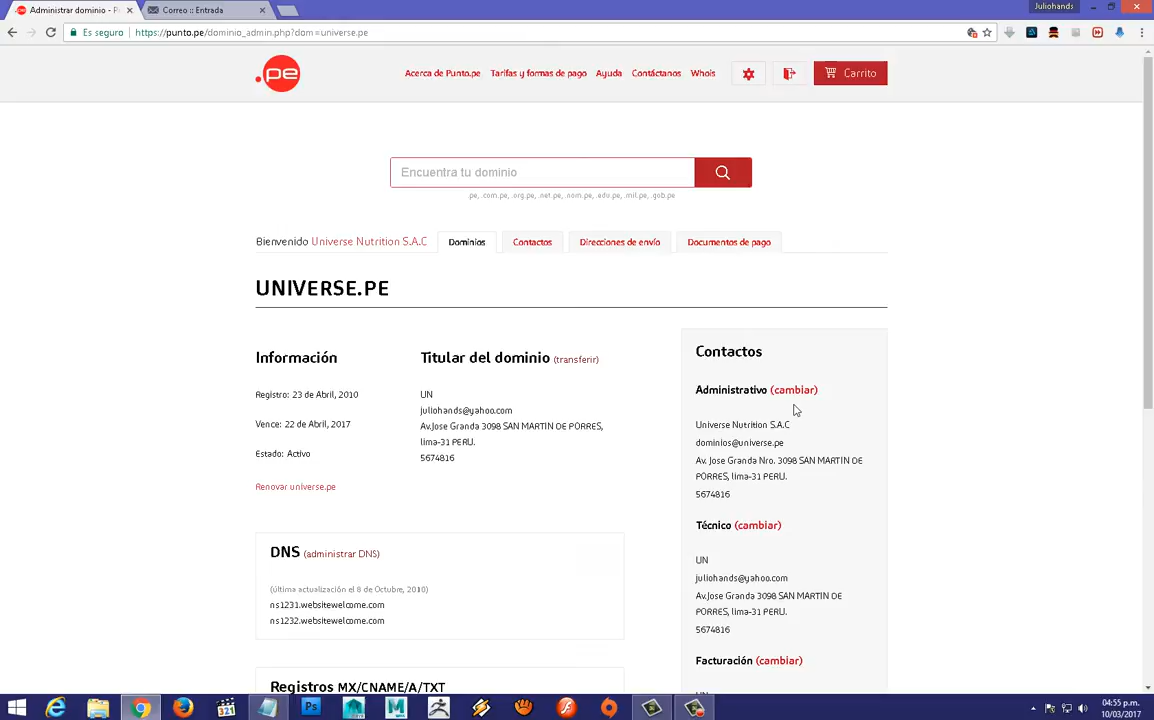 Administrar dominio - P
Correo :: Entrada
Juliohands
Es seguro
https://punto.pe/dominio_admin.php?dom=universe.pe
.pe
Acerca de Punto.pe
Tarifas y formas de pago
Ayuda
Contáctanos
Whois
Carrito
Encuentra tu dominio
.pe, .com.pe, .org.pe, .net.pe, .nom.pe, .edu.pe, .mil.pe, .gob.pe
Bienvenido Universe Nutrition S.A.C
Dominios
Contactos
Direcciones de envío
Documentos de pago
UNIVERSE.PE
Información
Registro: 23 de Abril, 2010
Vence: 22 de Abril, 2017
Estado: Activo
Renovar universe.pe
Titular del dominio (transferir)
UN
juliohands@yahoo.com
Av.Jose Granda 3098 SAN MARTIN DE PORRES,
lima-31 PERU.
5674816
DNS (administrar DNS)
(última actualización el 8 de Octubre, 2010)
ns1231.websitewelcome.com
ns1232.websitewelcome.com
Registros MX/CNAME/A/TXT
Contactos
Administrativo (cambiar)
Universe Nutrition S.A.C
dominios@universe.pe
Av. Jose Granda Nro. 3098 SAN MARTIN DE
PORRES, lima-31 PERU.
5674816
Técnico (cambiar)
UN
juliohands@yahoo.com
Av.Jose Granda 3098 SAN MARTIN DE
PORRES, lima-31 PERU.
5674816
Facturación (cambiar)
UN
321
Ps
04:55 p.m.
10/03/2017